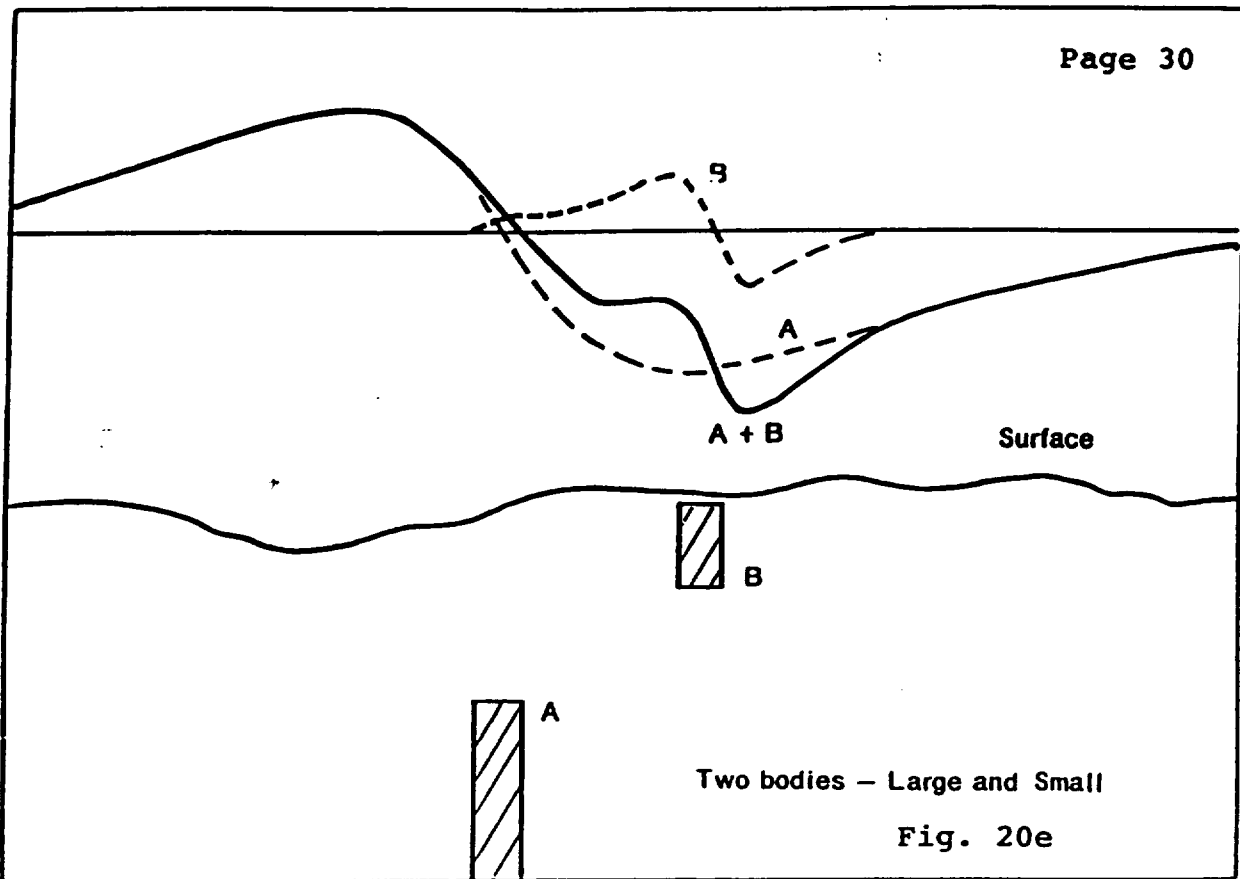 Page 30
B
A
A + B
Surface
B
A
Two bodies – Large and Small
Fig. 20e